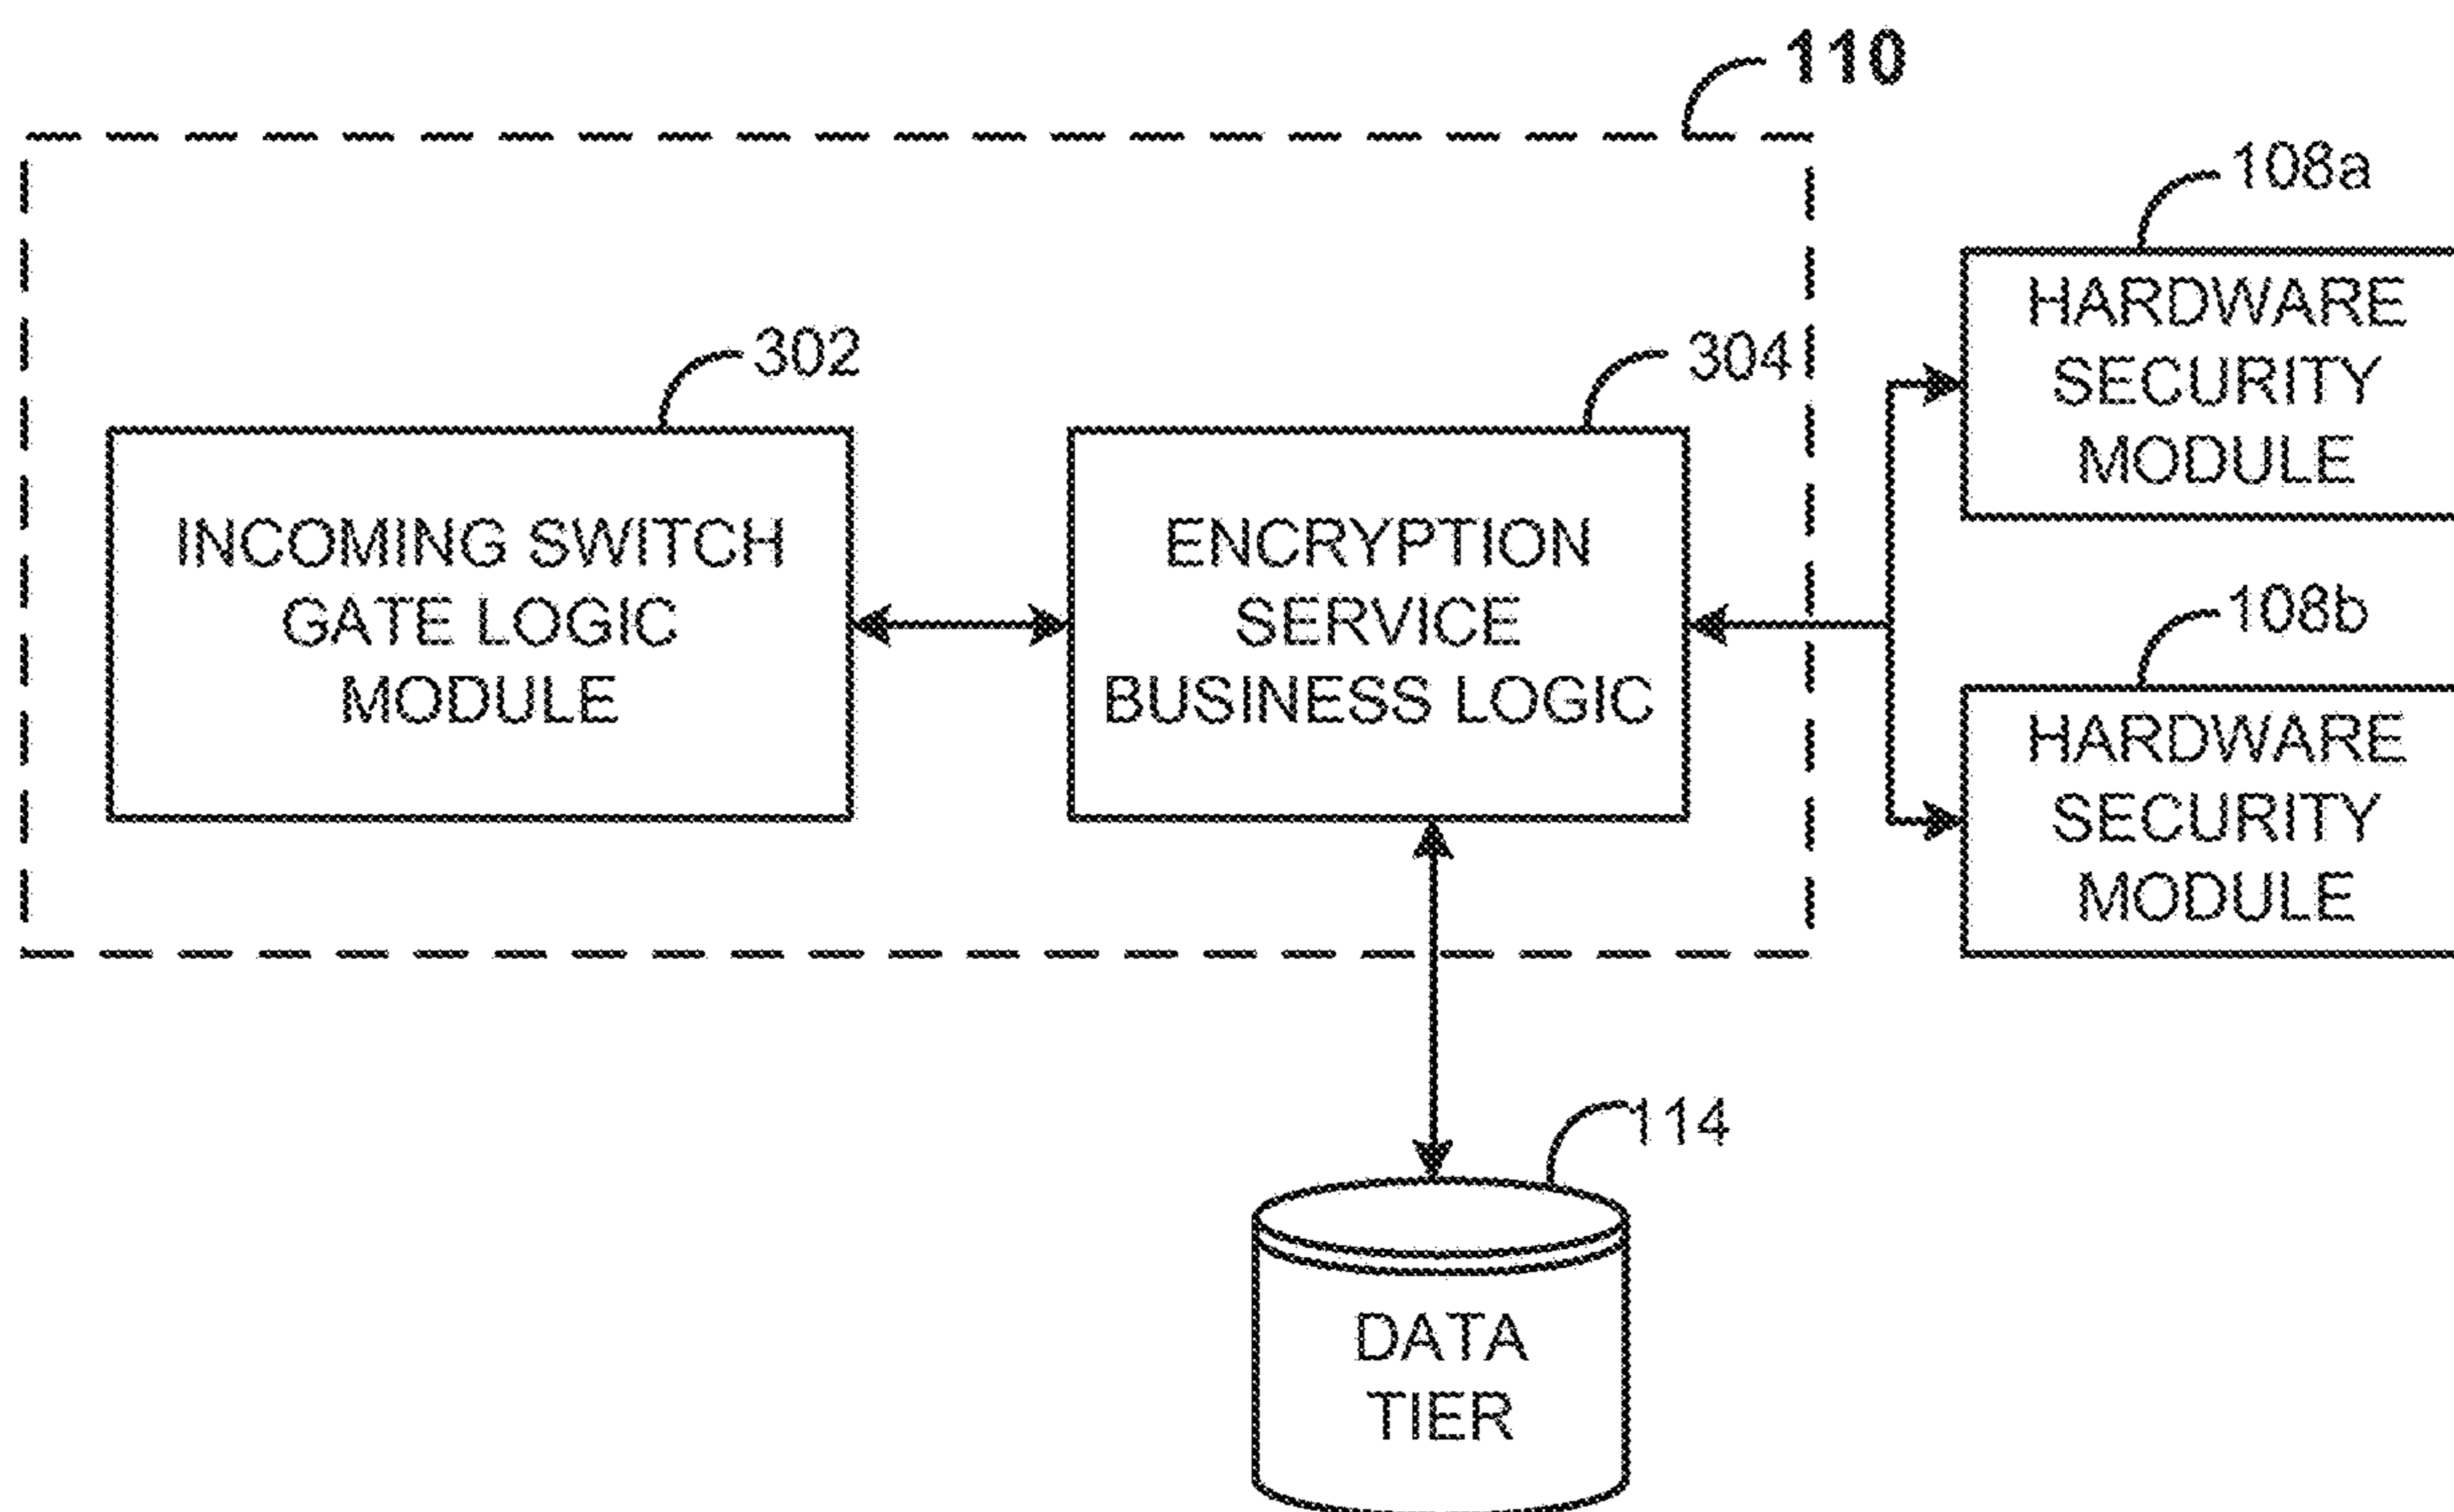 110
108a
HARDWARE
SECURITY
MODULE
302
INCOMING SWITCH
GATE LOGIC
MODULE
304
ENCRYPTION
SERVICE
BUSINESS LOGIC
108b
HARDWARE
SECURITY
MODULE
114
DATA
TIER